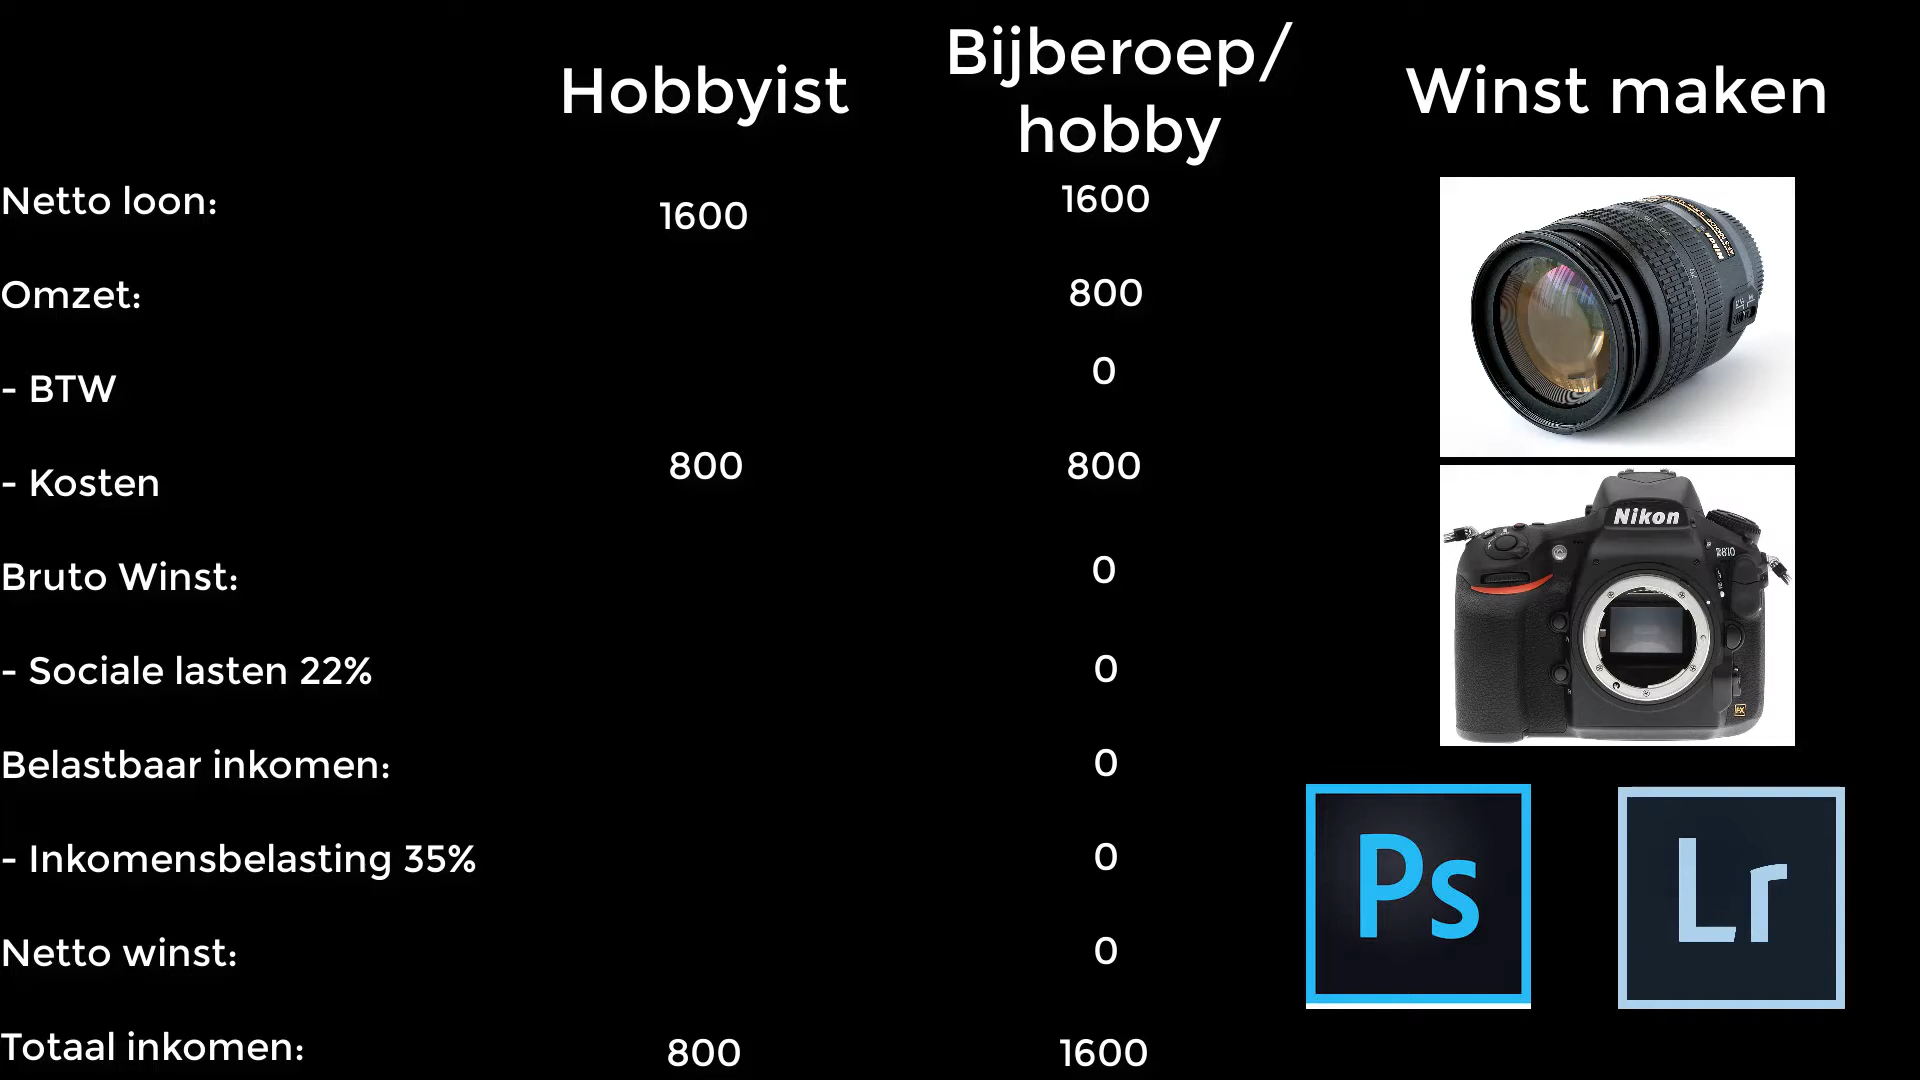 Hobbyist
Bijberoep/
hobby
Winst maken
Netto loon:
1600
1600
Omzet:
800
- BTW
0
- Kosten
800
800
Bruto Winst:
0
- Sociale lasten 22%
0
Belastbaar inkomen:
0
- Inkomensbelasting 35%
0
Netto winst:
0
Totaal inkomen:
800
1600
Nikon
D810
FX
Ps
Lr